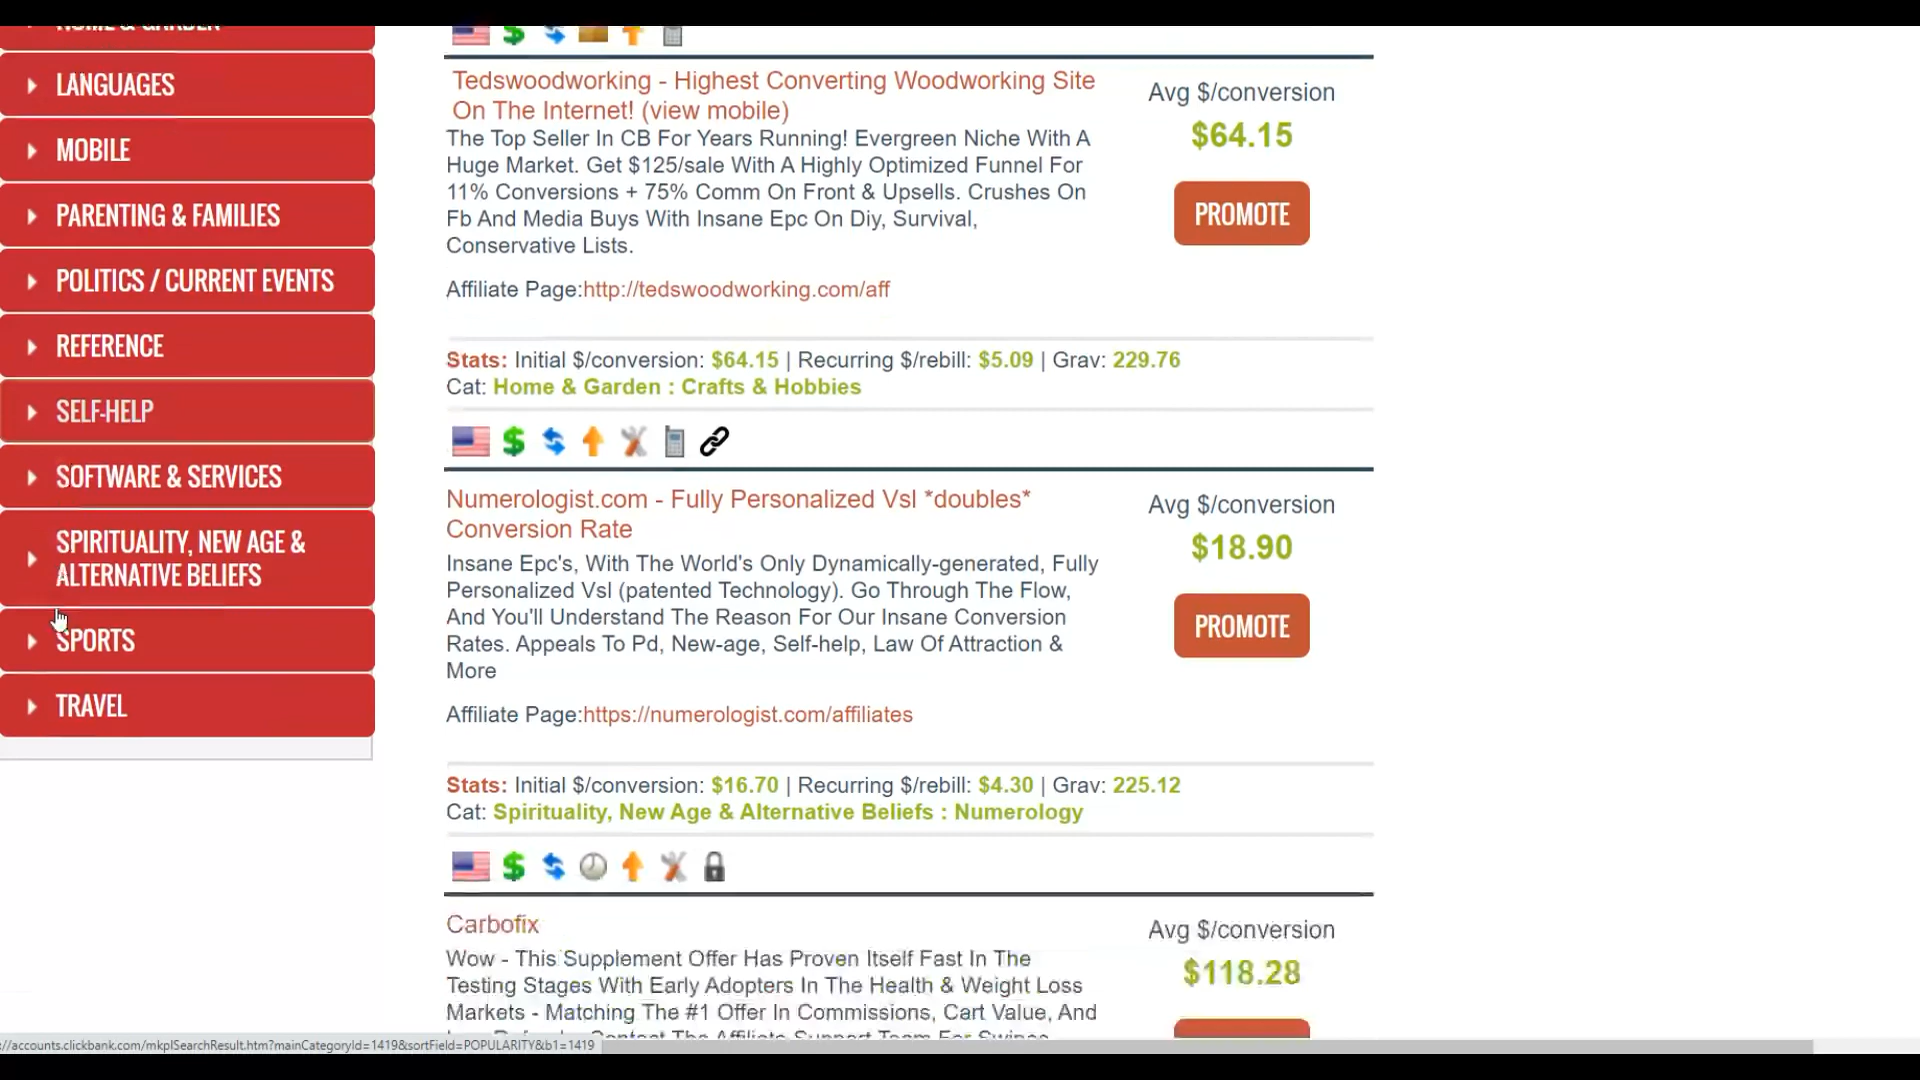 HOME & GARDEN
LANGUAGES
MOBILE
PARENTING & FAMILIES
POLITICS / CURRENT EVENTS
REFERENCE
SELF-HELP
SOFTWARE & SERVICES
SPIRITUALITY, NEW AGE &
ALTERNATIVE BELIEFS
SPORTS
TRAVEL
Tedswoodworking - Highest Converting Woodworking Site
On The Internet! (view mobile)
The Top Seller In CB For Years Running! Evergreen Niche With A
Huge Market. Get $125/sale With A Highly Optimized Funnel For
11% Conversions + 75% Comm On Front & Upsells. Crushes On
Fb And Media Buys With Insane Epc On Diy, Survival,
Conservative Lists.
Affiliate Page:http://tedswoodworking.com/aff
Avg $/conversion
$64.15
PROMOTE
Stats: Initial $/conversion: $64.15 | Recurring $/rebill: $5.09 | Grav: 229.76
Cat: Home & Garden : Crafts & Hobbies
Numerologist.com - Fully Personalized Vsl *doubles*
Conversion Rate
Insane Epc's, With The World's Only Dynamically-generated, Fully
Personalized Vsl (patented Technology). Go Through The Flow,
And You'll Understand The Reason For Our Insane Conversion
Rates. Appeals To Pd, New-age, Self-help, Law Of Attraction &
More
Affiliate Page:https://numerologist.com/affiliates
Avg $/conversion
$18.90
PROMOTE
Stats: Initial $/conversion: $16.70 | Recurring $/rebill: $4.30 | Grav: 225.12
Cat: Spirituality, New Age & Alternative Beliefs : Numerology
Carbofix
Wow - This Supplement Offer Has Proven Itself Fast In The
Testing Stages With Early Adopters In The Health & Weight Loss
Markets - Matching The #1 Offer In Commissions, Cart Value, And
Contact The Affiliate Support Team For Swipes
Avg $/conversion
$118.28
://accounts.clickbank.com/mkplSearchResult.htm?mainCategoryId=1419&sortField=POPULARITY&b1=1419